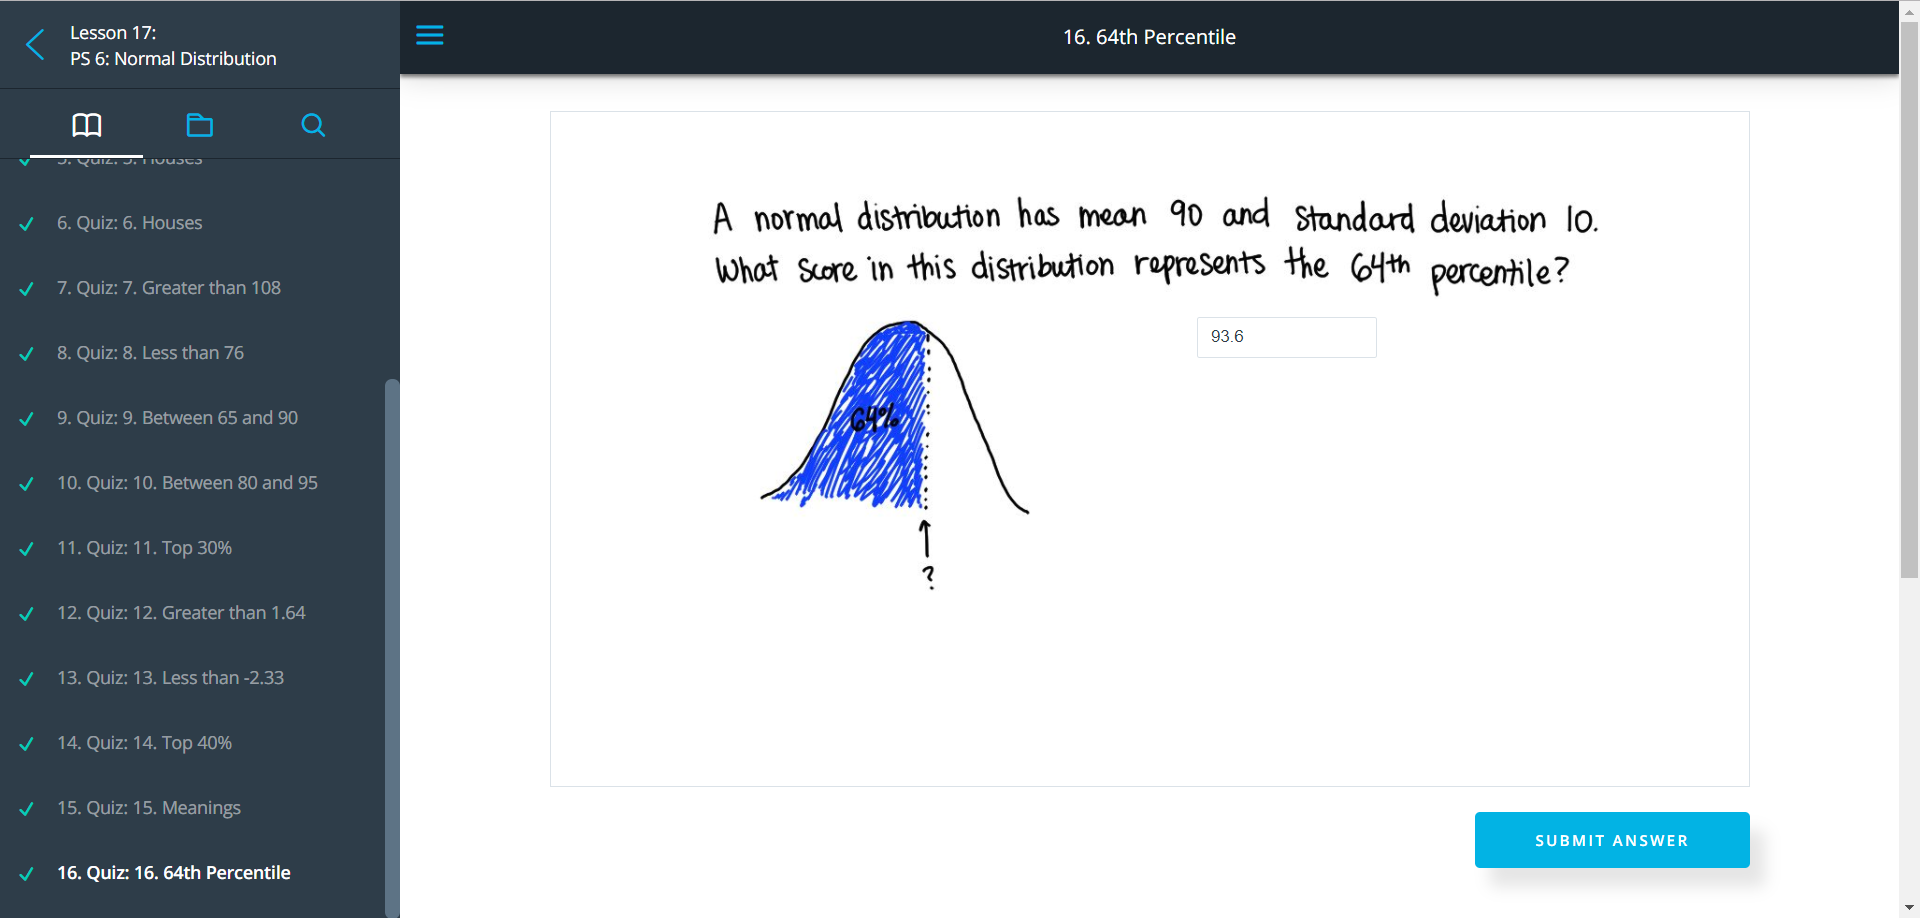 Lesson 17:
PS 6: Normal Distribution
16. 64th Percentile
5. Quiz: 5. Houses
6. Quiz: 6. Houses
7. Quiz: 7. Greater than 108
8. Quiz: 8. Less than 76
9. Quiz: 9. Between 65 and 90
10. Quiz: 10. Between 80 and 95
11. Quiz: 11. Top 30%
12. Quiz: 12. Greater than 1.64
13. Quiz: 13. Less than -2.33
14. Quiz: 14. Top 40%
15. Quiz: 15. Meanings
16. Quiz: 16. 64th Percentile
A normal distribution has mean 90 and standard deviation 10.
What score in this distribution represents the 64th percentile?
93.6
64%
?
SUBMIT ANSWER